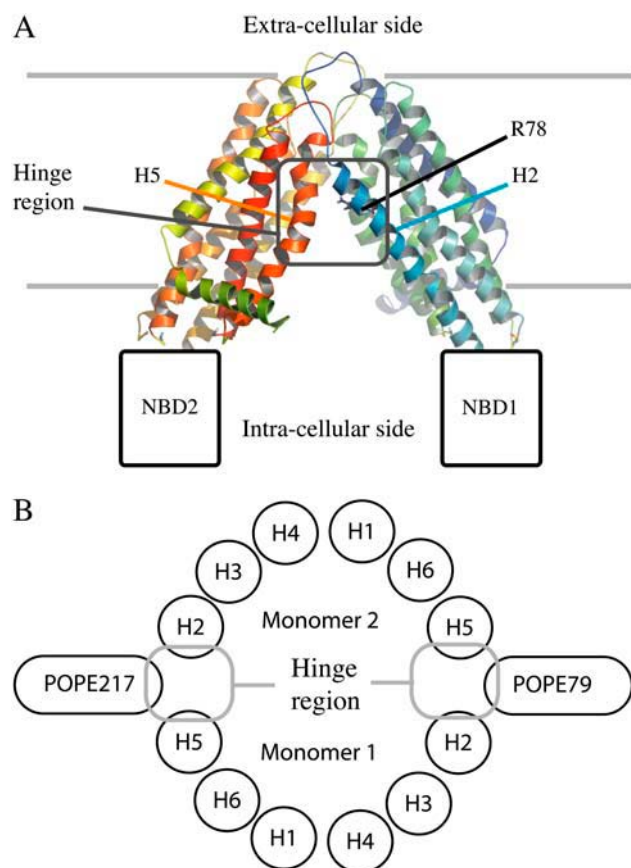 A
Extra-cellular side
R78
H5
H2
Hinge
region
NBD2
NBD1
Intra-cellular side
B
H4
H1
H3
H6
H2
Monomer 2
H5
POPE217
Hinge
region
POPE79
H5
Monomer 1
H2
H6
H3
H1
H4